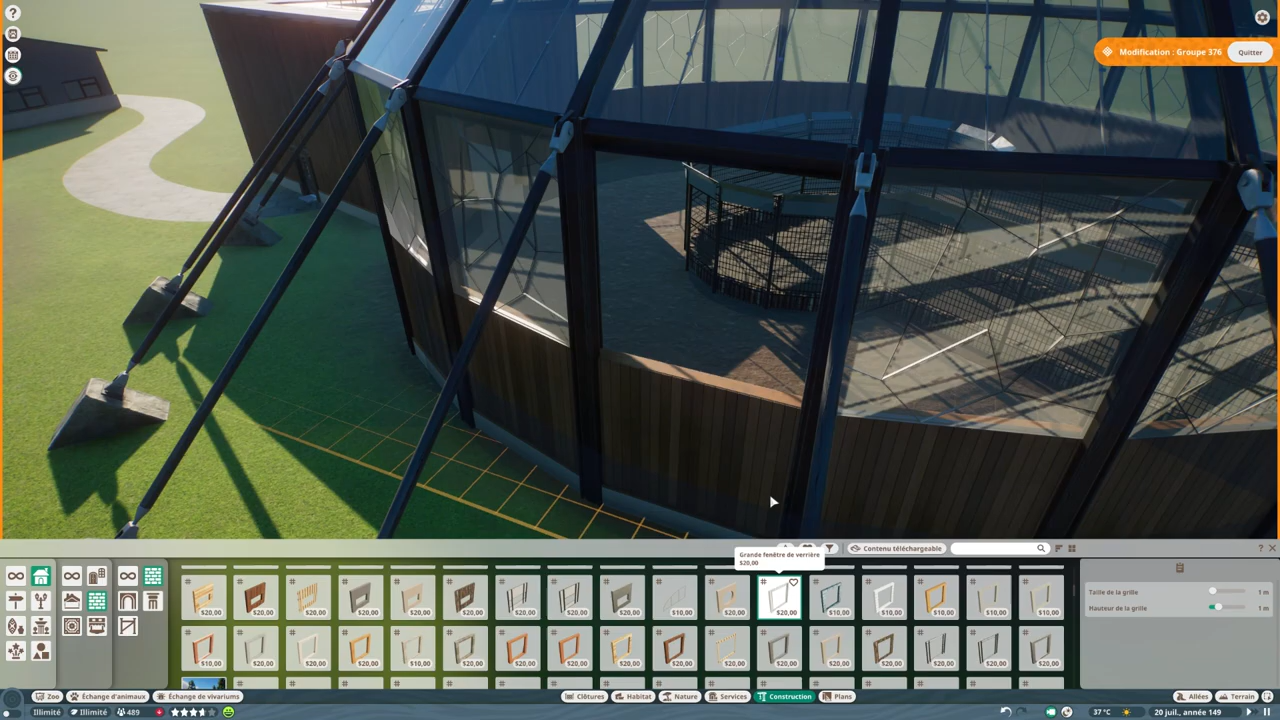 ?
Modification : Groupe 376
Quitter
Grande fenêtre de verrière
$20,00
Contenu téléchargeable
?
$20,00 $20,00 $20,00 $20,00 $20,00 $20,00 $20,00 $20,00 $20,00 $10,00 $20,00 $20,00 $10,00 $10,00 $10,00 $10,00 $10,00
$10,00 $20,00 $20,00 $20,00 $10,00 $20,00 $20,00 $20,00 $20,00 $20,00 $20,00 $20,00 $20,00 $20,00 $20,00 $20,00 $20,00
Taille de la grille 1 m
Hauteur de la grille 1 m
Zoo Échange d'animaux Échange de vivariums Clôtures Habitat Nature Services Construction Plans Allées Terrain
Illimité Illimité 489 37 °C 20 juil., année 149